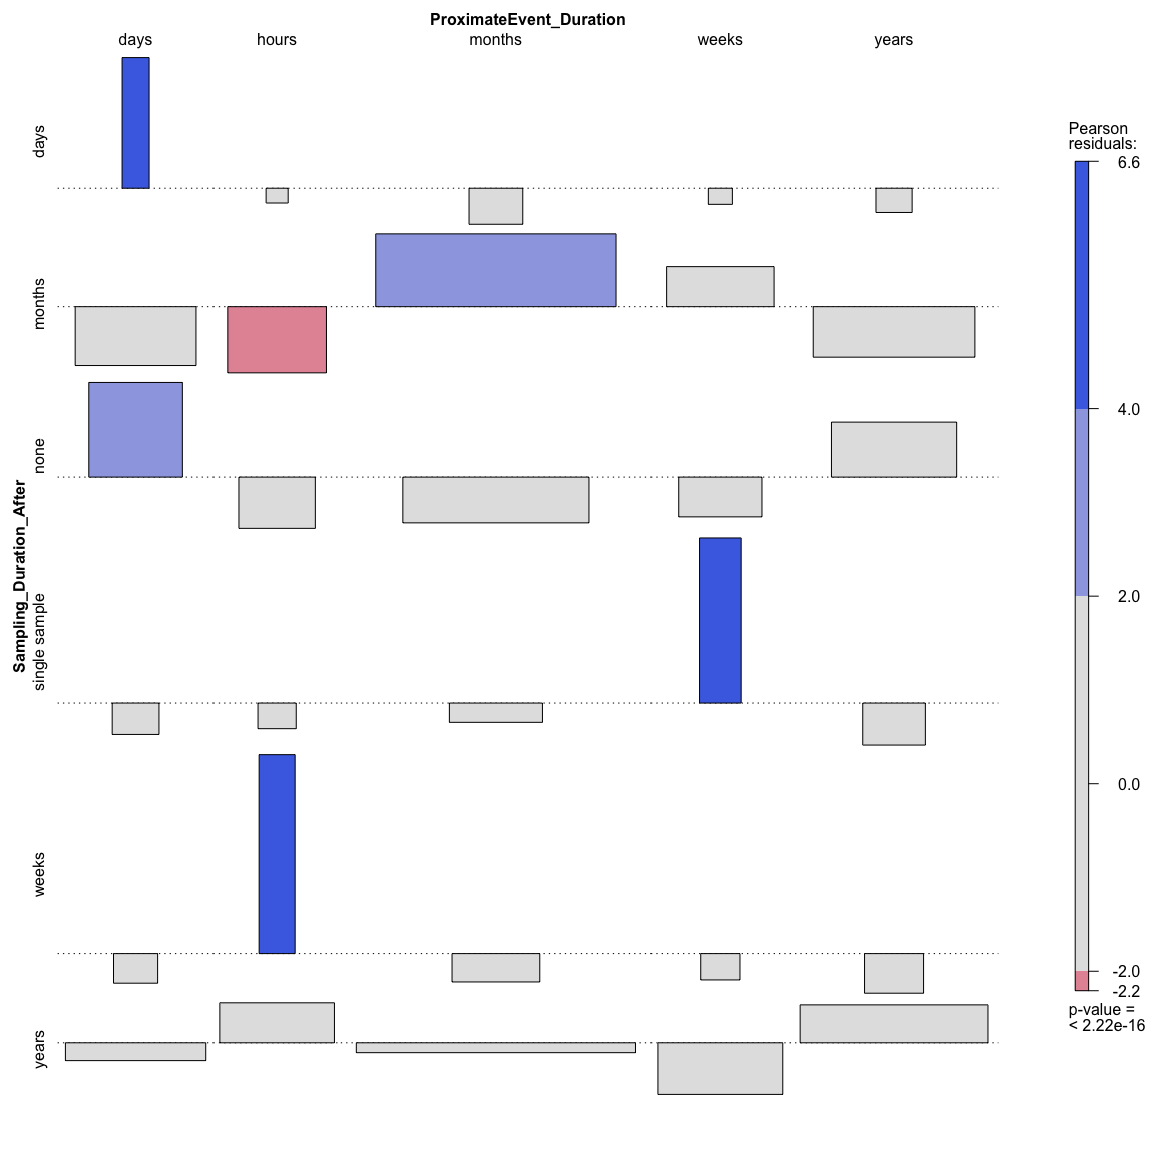 ProximateEvent_Duration
days hours months weeks years
Sampling_Duration_After
days
months
none
single sample
weeks
years
Pearson
residuals:
6.6
4.0
2.0
0.0
-2.0
-2.2
p-value =
< 2.22e-16